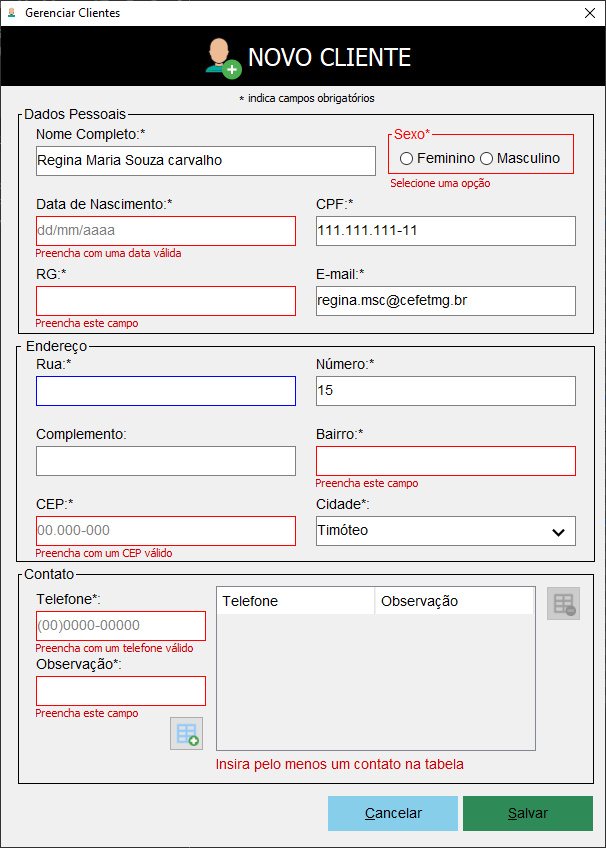 Gerenciar Clientes
NOVO CLIENTE
* indica campos obrigatórios
Dados Pessoais
Nome Completo:*
Regina Maria Souza carvalho
Sexo*
Feminino Masculino
Selecione uma opção
Data de Nascimento:* CPF:*
dd/mm/aaaa 111.111.111-11
Preencha com uma data válida
RG:* E-mail:*
regina.msc@cefetmg.br
Preencha este campo
Endereço
Rua:* Número:*
15
Complemento: Bairro:*
Preencha este campo
CEP:* Cidade*:
00.000-000 Timóteo
Preencha com um CEP válido
Contato
Telefone*:
(00)0000-00000
Preencha com um telefone válido
Observação*:
Preencha este campo
Telefone Observação
Insira pelo menos um contato na tabela
Cancelar Salvar